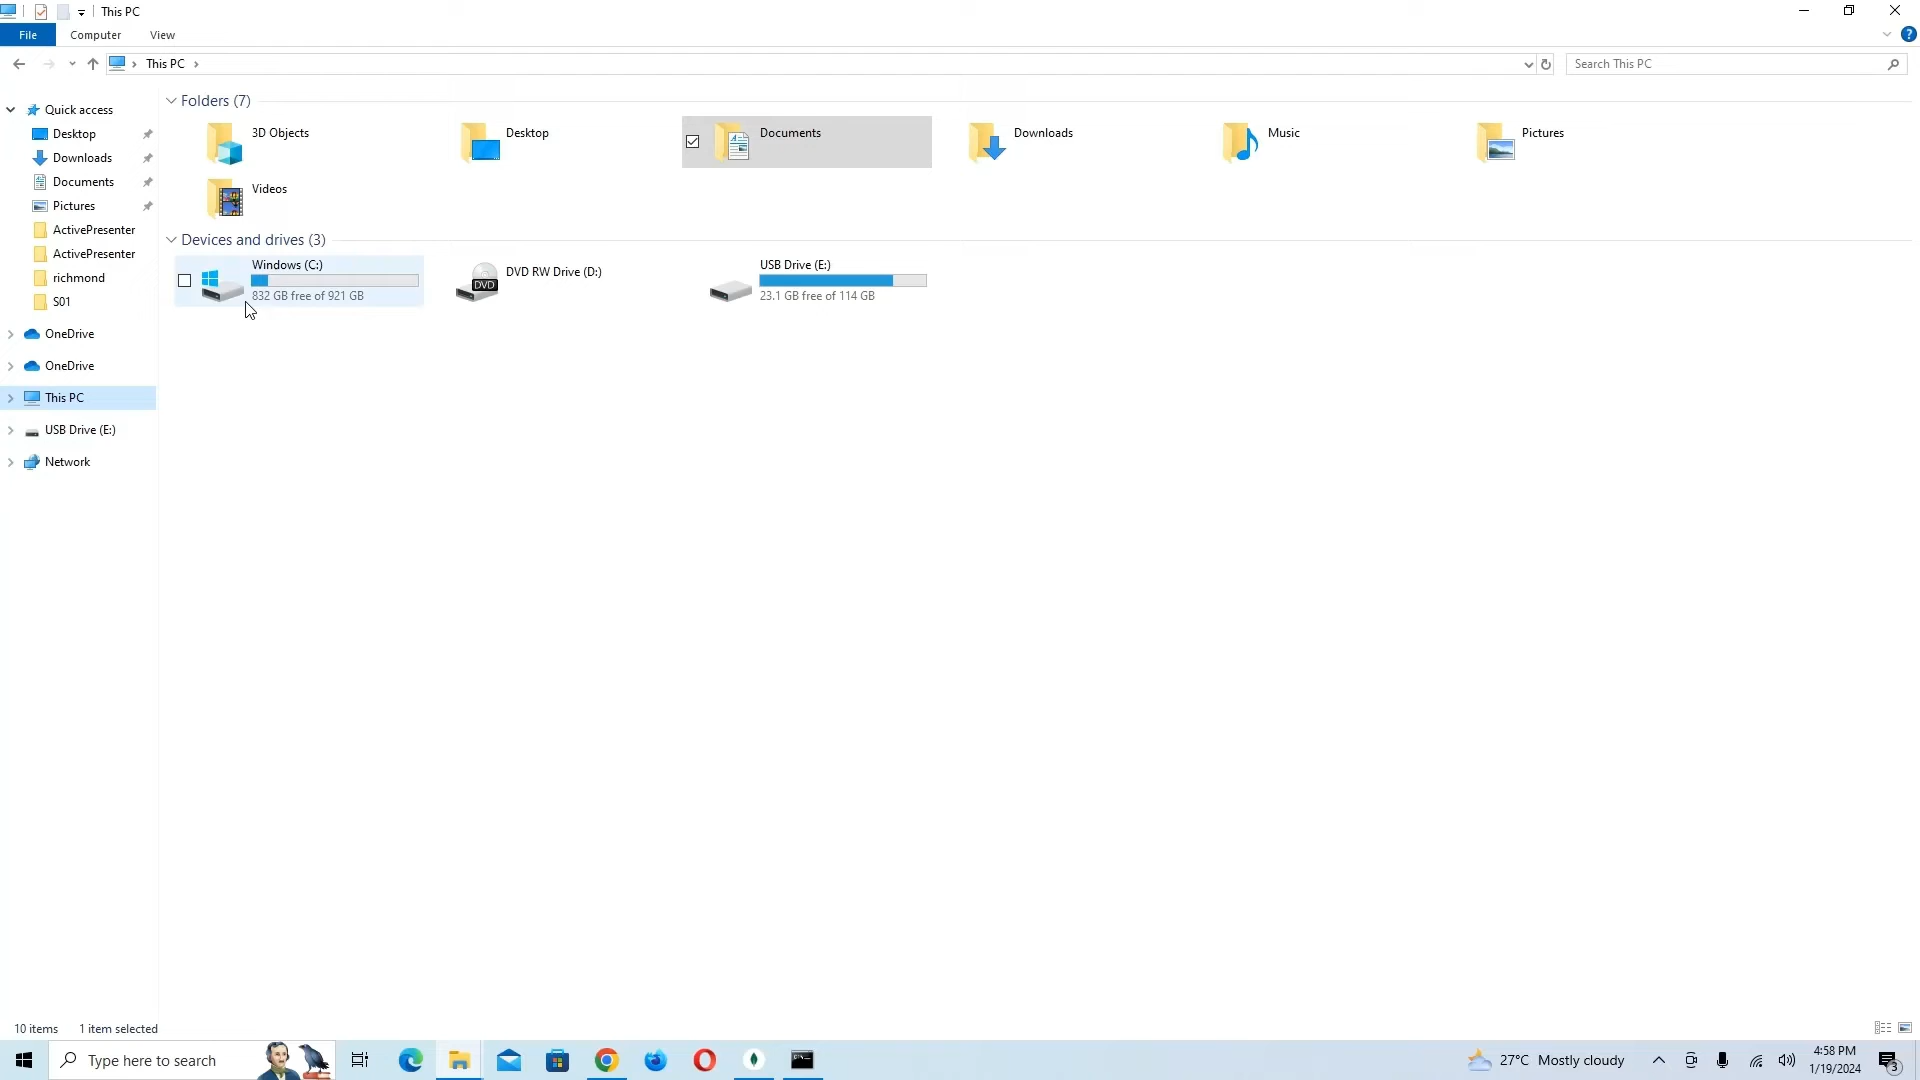 This PC
File Computer View
This PC
Search This PC
Quick access
Desktop
Downloads
Documents
Pictures
ActivePresenter
ActivePresenter
richmond
S01
OneDrive
OneDrive
This PC
USB Drive (E:)
Network
Folders (7)
3D Objects
Desktop
Documents
Downloads
Music
Pictures
Videos
Devices and drives (3)
Windows (C:)
832 GB free of 921 GB
DVD
DVD RW Drive (D:)
USB Drive (E:)
23.1 GB free of 114 GB
10 items 1 item selected
Type here to search
27°C Mostly cloudy
4:58 PM
1/19/2024
3